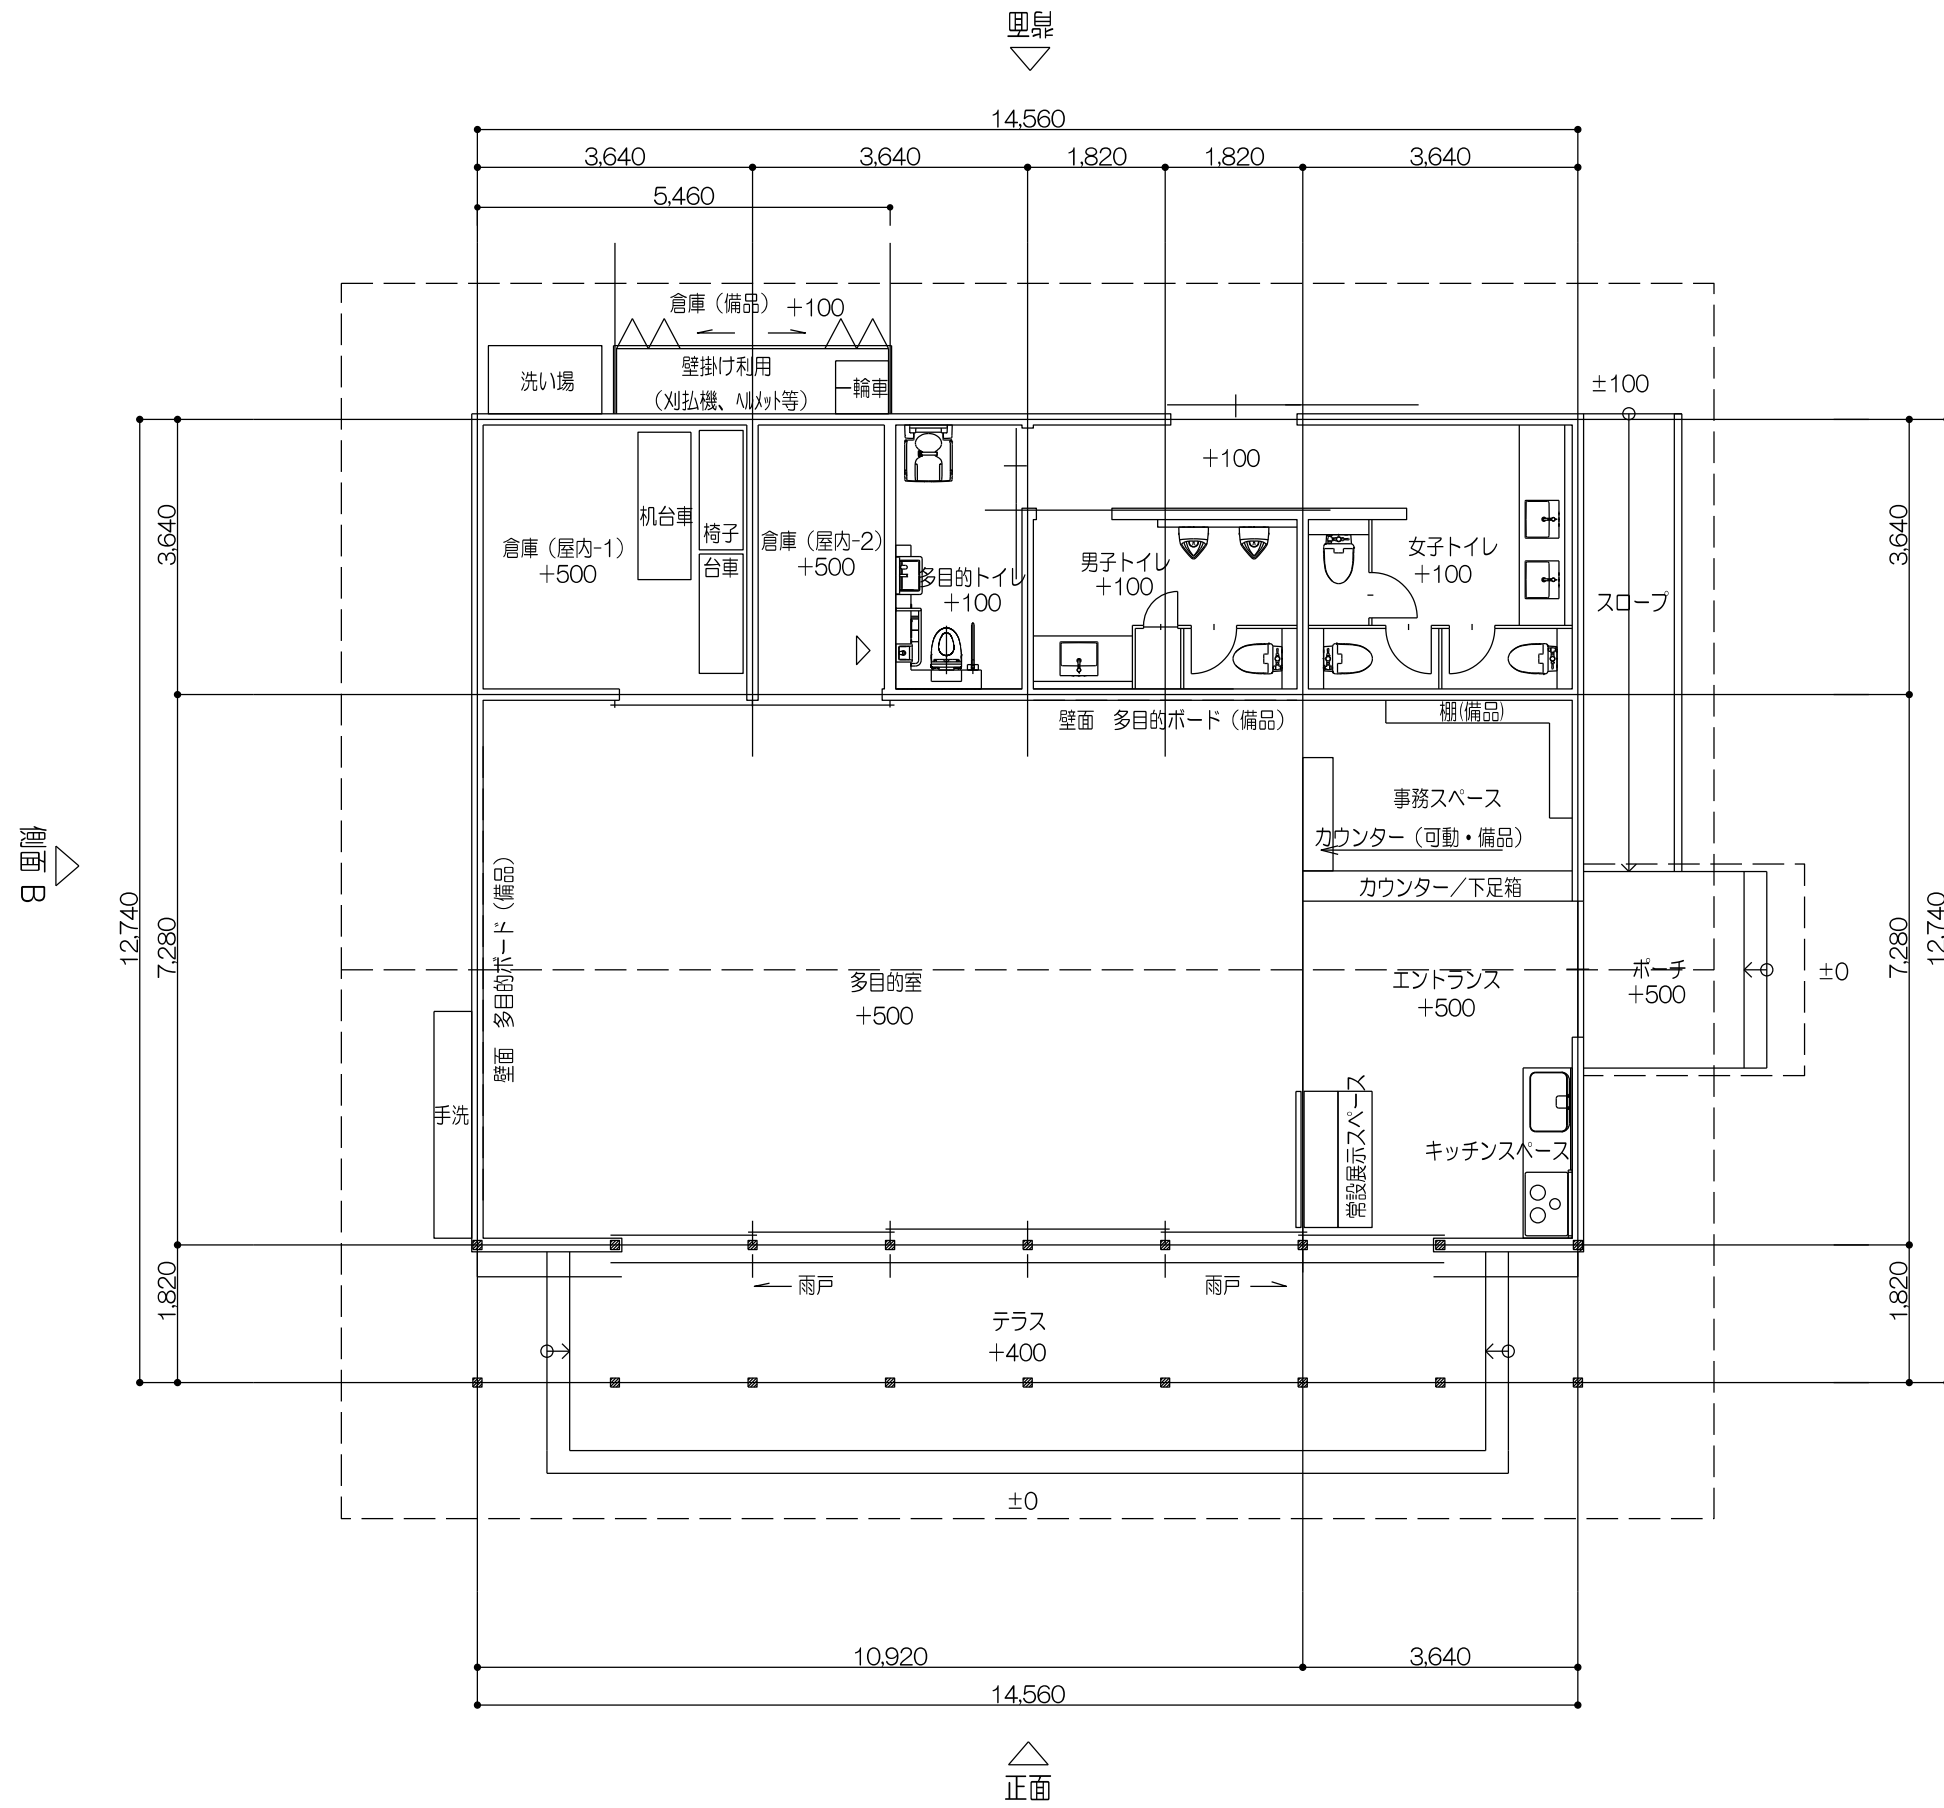 背面
14,560
3,640
3,640
1,820
1,820
3,640
5,460
倉庫（備品）
+100
壁掛け利用
（刈払機、ﾍﾙﾒｯﾄ等）
一輪車
洗い場
±100
+100
机台車
椅子
台車
倉庫（屋内-1）
+500
倉庫（屋内-2）
+500
多目的トイレ
+100
男子トイレ
+100
女子トイレ
+100
スロープ
3,640
3,640
壁面　多目的ボード（備品）
棚(備品)
事務スペース
カウンター（可動・備品）
カウンター／下足箱
側面 B
12,740
7,280
壁面　多目的ボード（備品）
多目的室
+500
エントランス
+500
ポーチ
+500
±0
7,280
12,740
手洗
常設展示スペース
キッチンスペース
1,820
雨戸
雨戸
テラス
+400
1,820
±0
10,920
3,640
14,560
正面